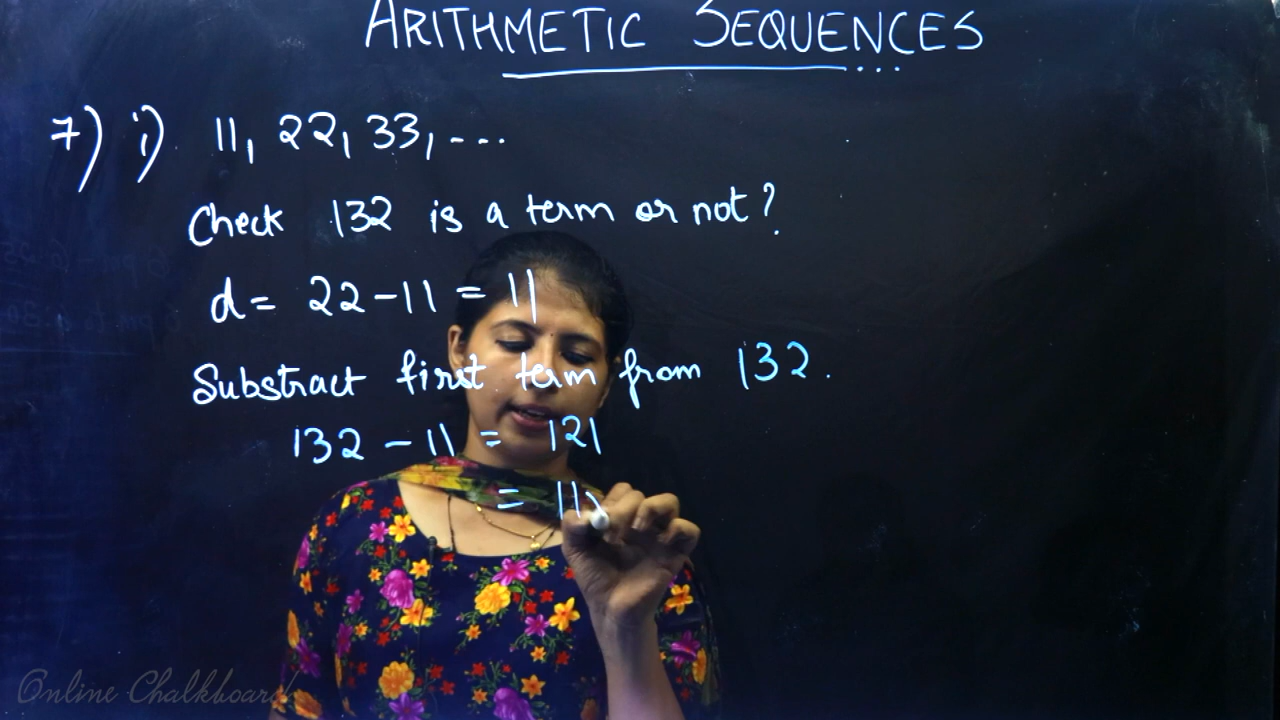 ARITHMETIC SEQUENCES
7) i) 11, 22, 33, ...
Check 132 is a term or not?
d = 22 - 11 = 11
Substract first term from 132.
132 - 11 = 121
= 11×
Online Chalkboard